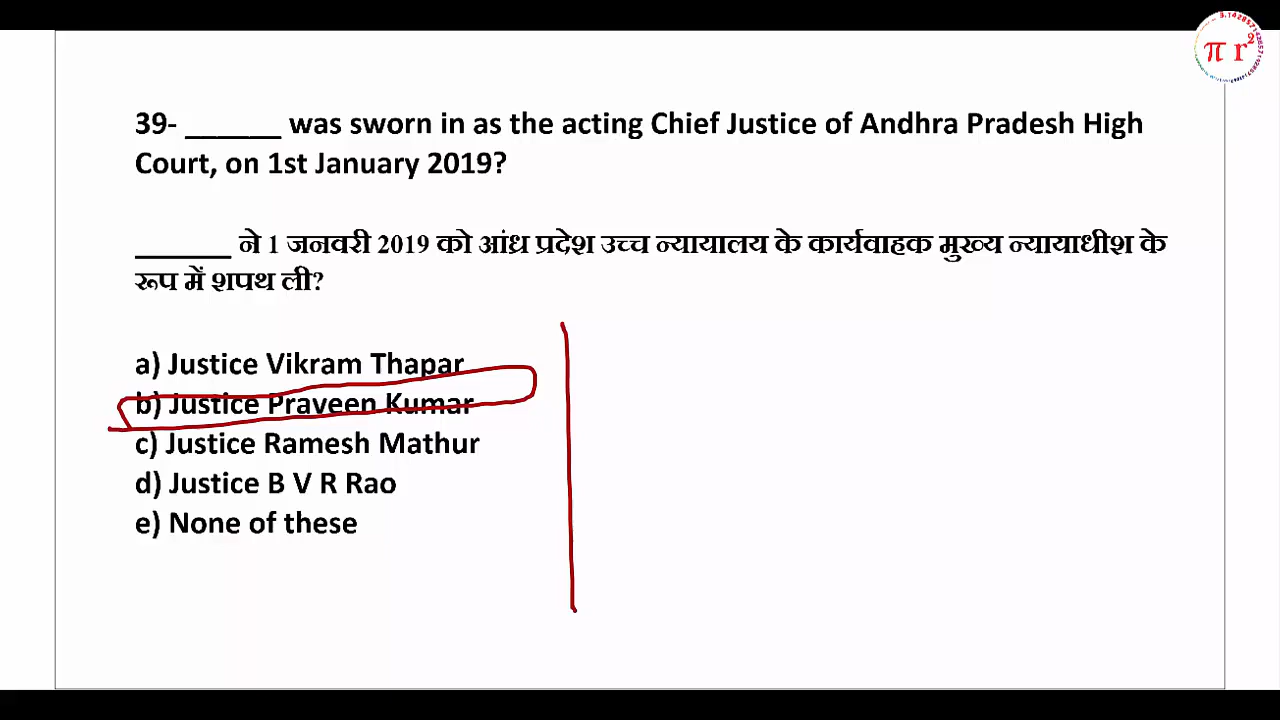 π r²
39- ______ was sworn in as the acting Chief Justice of Andhra Pradesh High
Court, on 1st January 2019?
______ ने 1 जनवरी 2019 को आंध्र प्रदेश उच्च न्यायालय के कार्यवाहक मुख्य न्यायाधीश के
रूप में शपथ ली?
a) Justice Vikram Thapar
b) Justice Praveen Kumar
c) Justice Ramesh Mathur
d) Justice B V R Rao
e) None of these